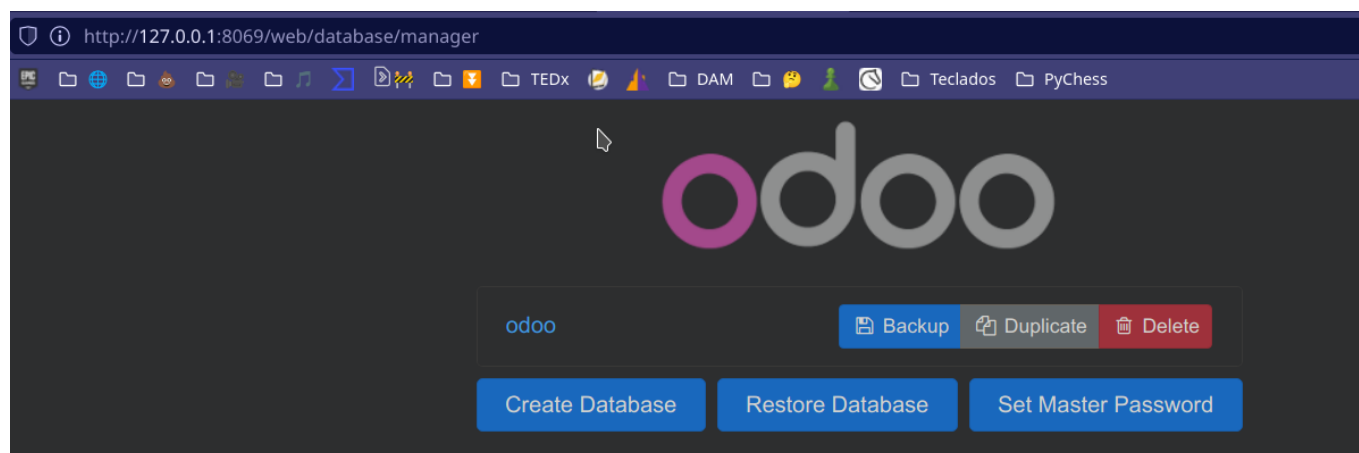 http://127.0.0.1:8069/web/database/manager
EPIC TEDx DAM Teclados PyChess
odoo
odoo Backup Duplicate Delete
Create Database Restore Database Set Master Password